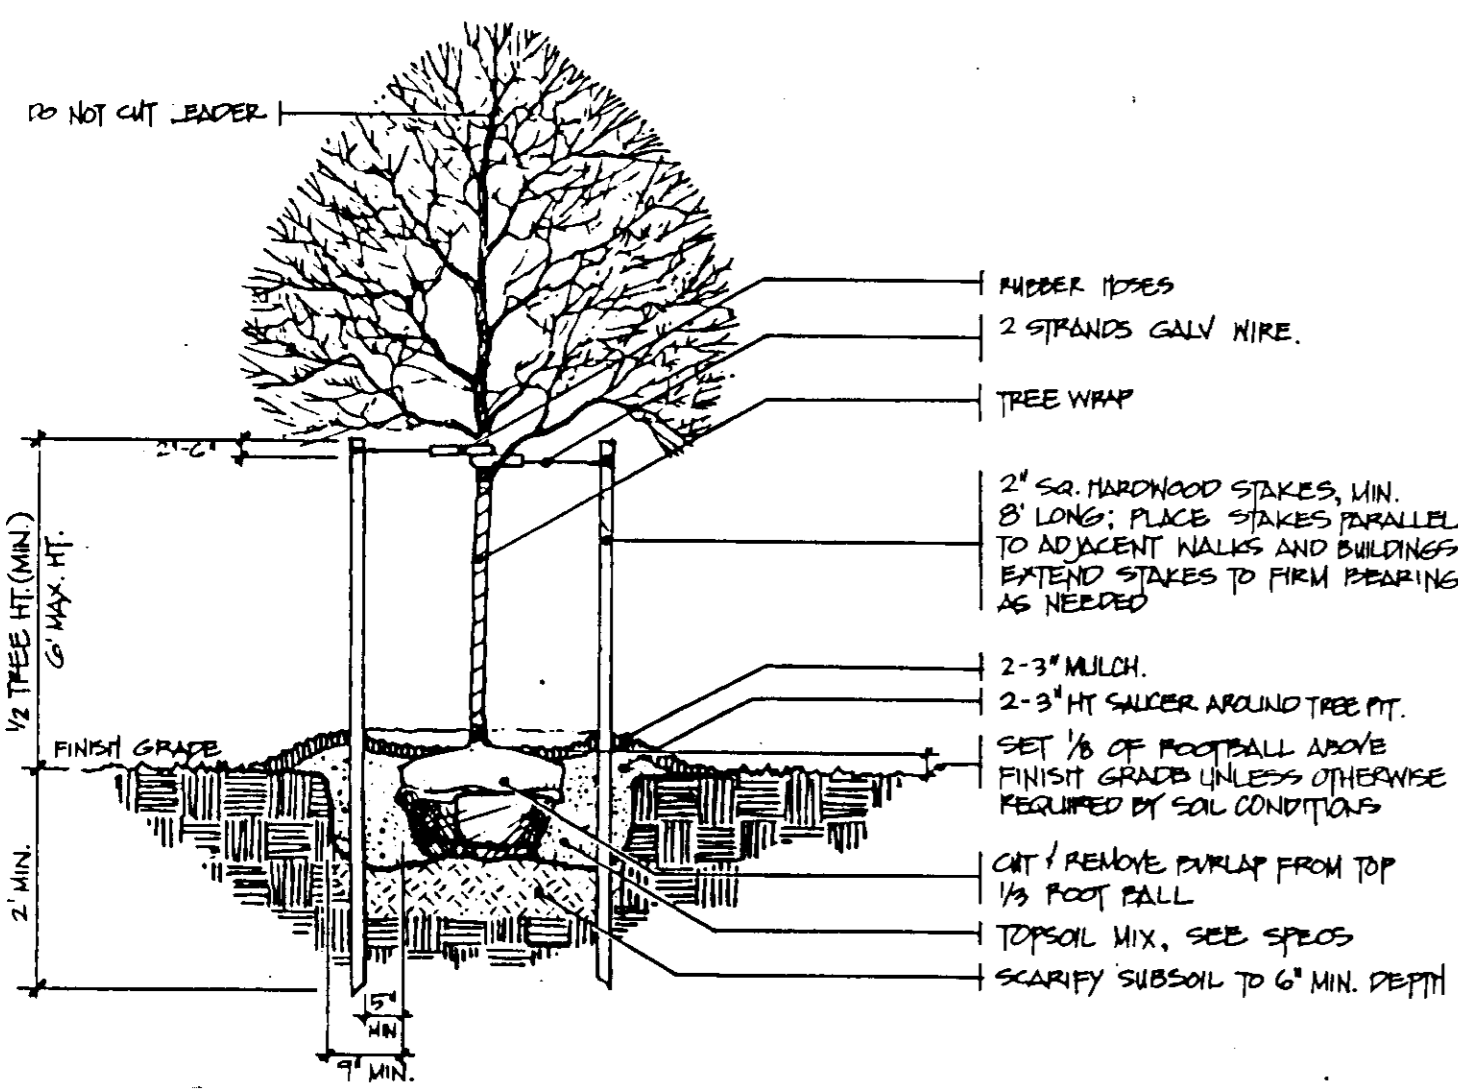 DO NOT CUT LEADER
RUBBER HOSES
2 STRANDS GALV WIRE.
TREE WRAP
2"-6"
1/2 TREE HT. (MIN.)
6' MAX. HT.
2" SQ. HARDWOOD STAKES, MIN.
8' LONG; PLACE STAKES PARALLEL
TO ADJACENT WALKS AND BUILDINGS
EXTEND STAKES TO FIRM BEARING
AS NEEDED
2-3" MULCH.
2-3" HT SAUCER AROUND TREE PIT.
FINISH GRADE
SET 1/8 OF ROOTBALL ABOVE
FINISH GRADE UNLESS OTHERWISE
REQUIRED BY SOIL CONDITIONS
2' MIN.
CUT / REMOVE BURLAP FROM TOP
1/3 ROOT BALL
TOPSOIL MIX, SEE SPECS
SCARIFY SUBSOIL TO 6" MIN. DEPTH
5"
MIN
9" MIN.